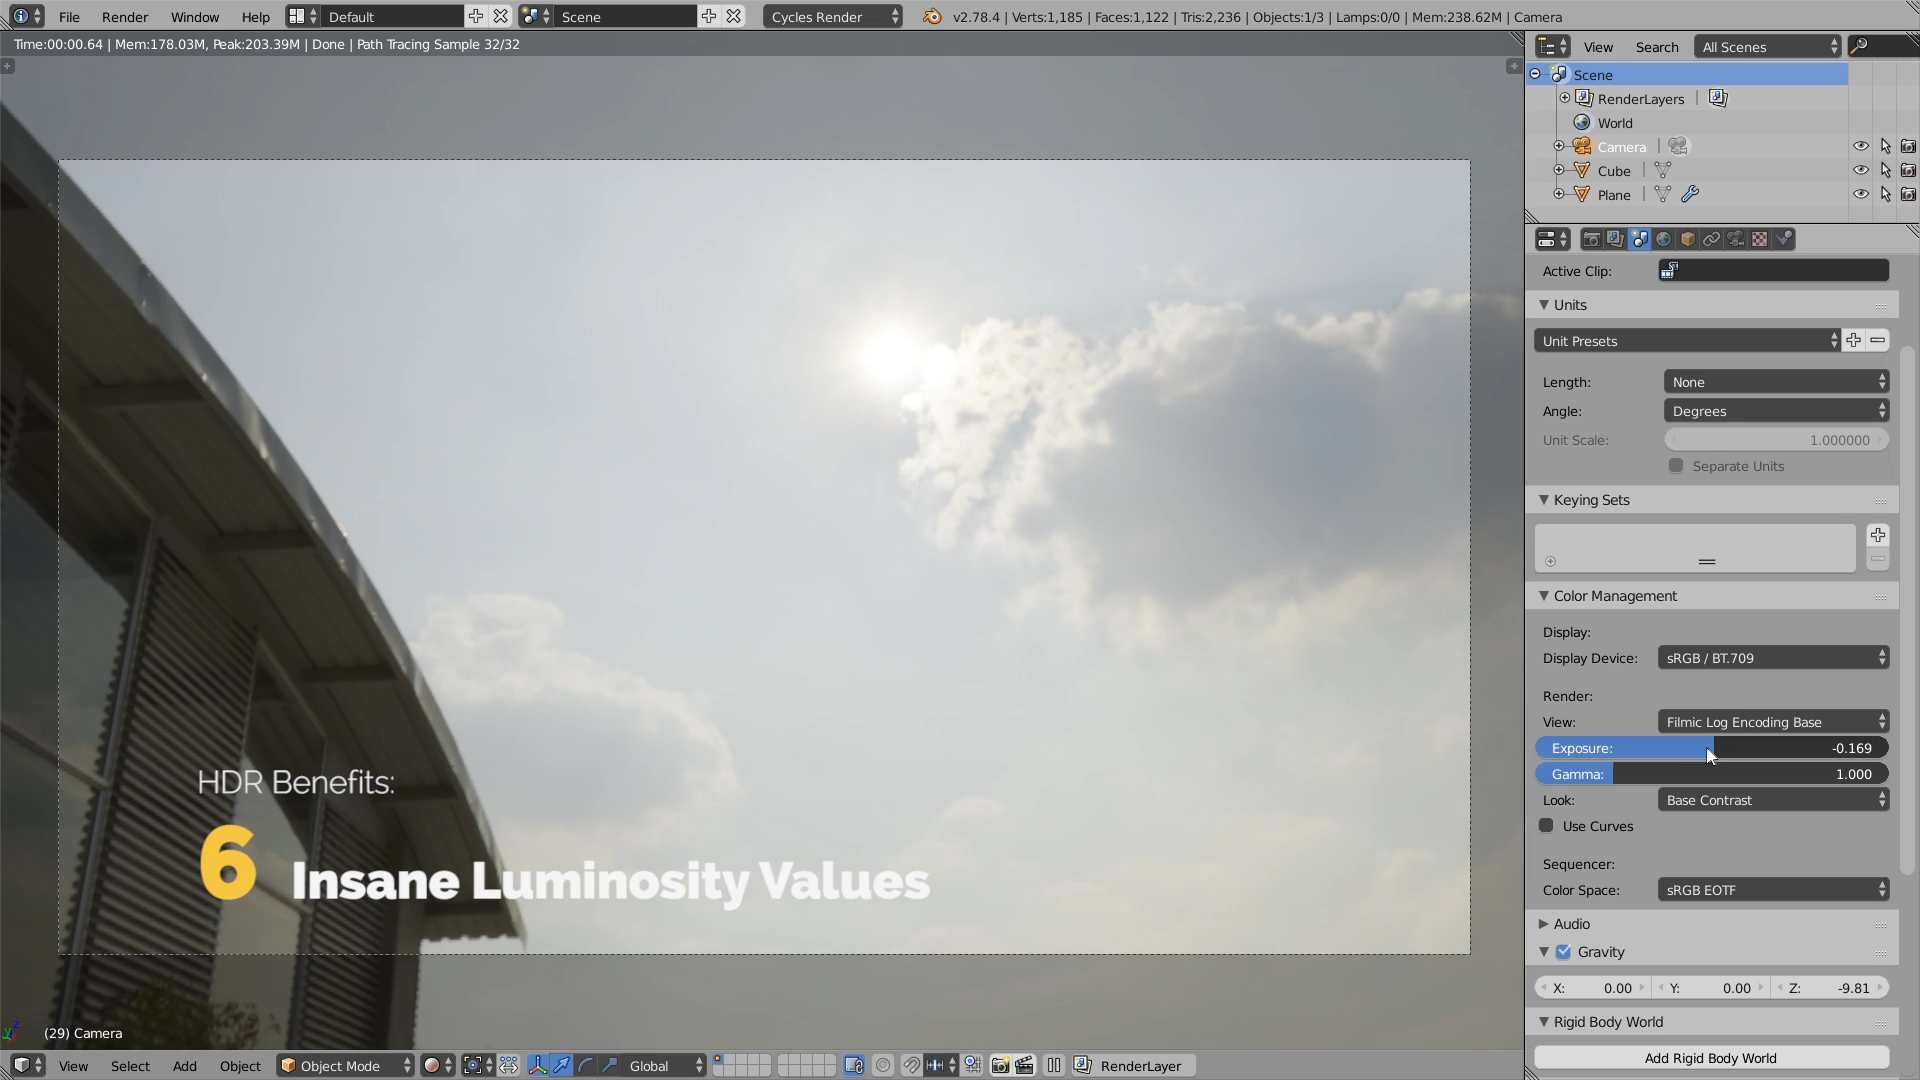 File Render Window Help Default Scene Cycles Render v2.78.4 | Verts:1,185 | Faces:1,122 | Tris:2,236 | Objects:1/3 | Lamps:0/0 | Mem:238.62M | Camera
Time:00:00.64 | Mem:178.03M, Peak:203.39M | Done | Path Tracing Sample 32/32
View Search All Scenes
Scene
RenderLayers |
World
Camera |
Cube |
Plane |
Active Clip:
Units
Unit Presets
Length: None
Angle: Degrees
Unit Scale: 1.000000
Separate Units
Keying Sets
Color Management
Display:
Display Device: sRGB / BT.709
Render:
View: Filmic Log Encoding Base
Exposure: -0.169
Gamma: 1.000
Look: Base Contrast
Use Curves
Sequencer:
Color Space: sRGB EOTF
Audio
Gravity
X: 0.00 Y: 0.00 Z: -9.81
Rigid Body World
Add Rigid Body World
HDR Benefits:
6 Insane Luminosity Values
(29) Camera
View Select Add Object Object Mode Global RenderLayer